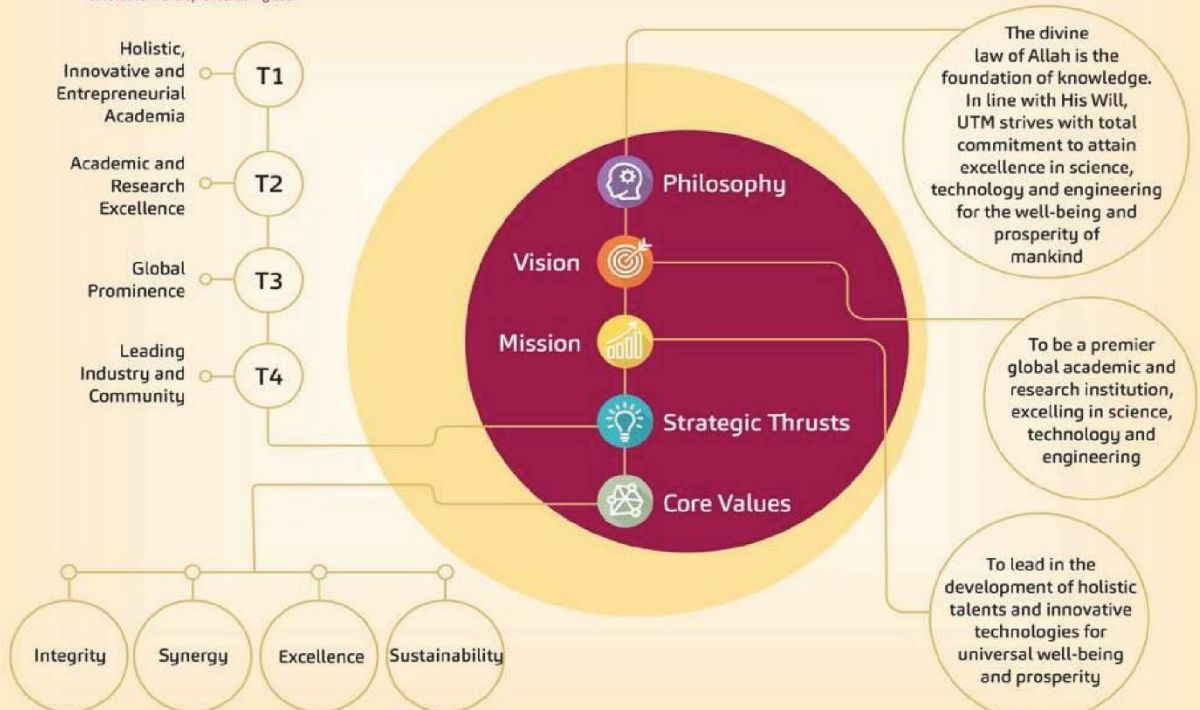 Holistic,
Innovative and
Entrepreneurial
Academia
T1
Academic and
Research
Excellence
T2
Global
Prominence
T3
Leading
Industry and
Community
T4
Philosophy
Vision
Mission
Strategic Thrusts
Core Values
The divine
law of Allah is the
foundation of knowledge.
In line with His Will,
UTM strives with total
commitment to attain
excellence in science,
technology and engineering
for the well-being and
prosperity of
mankind
To be a premier
global academic and
research institution,
excelling in science,
technology and
engineering
To lead in the
development of holistic
talents and innovative
technologies for
universal well-being
and prosperity
Integrity
Synergy
Excellence
Sustainability